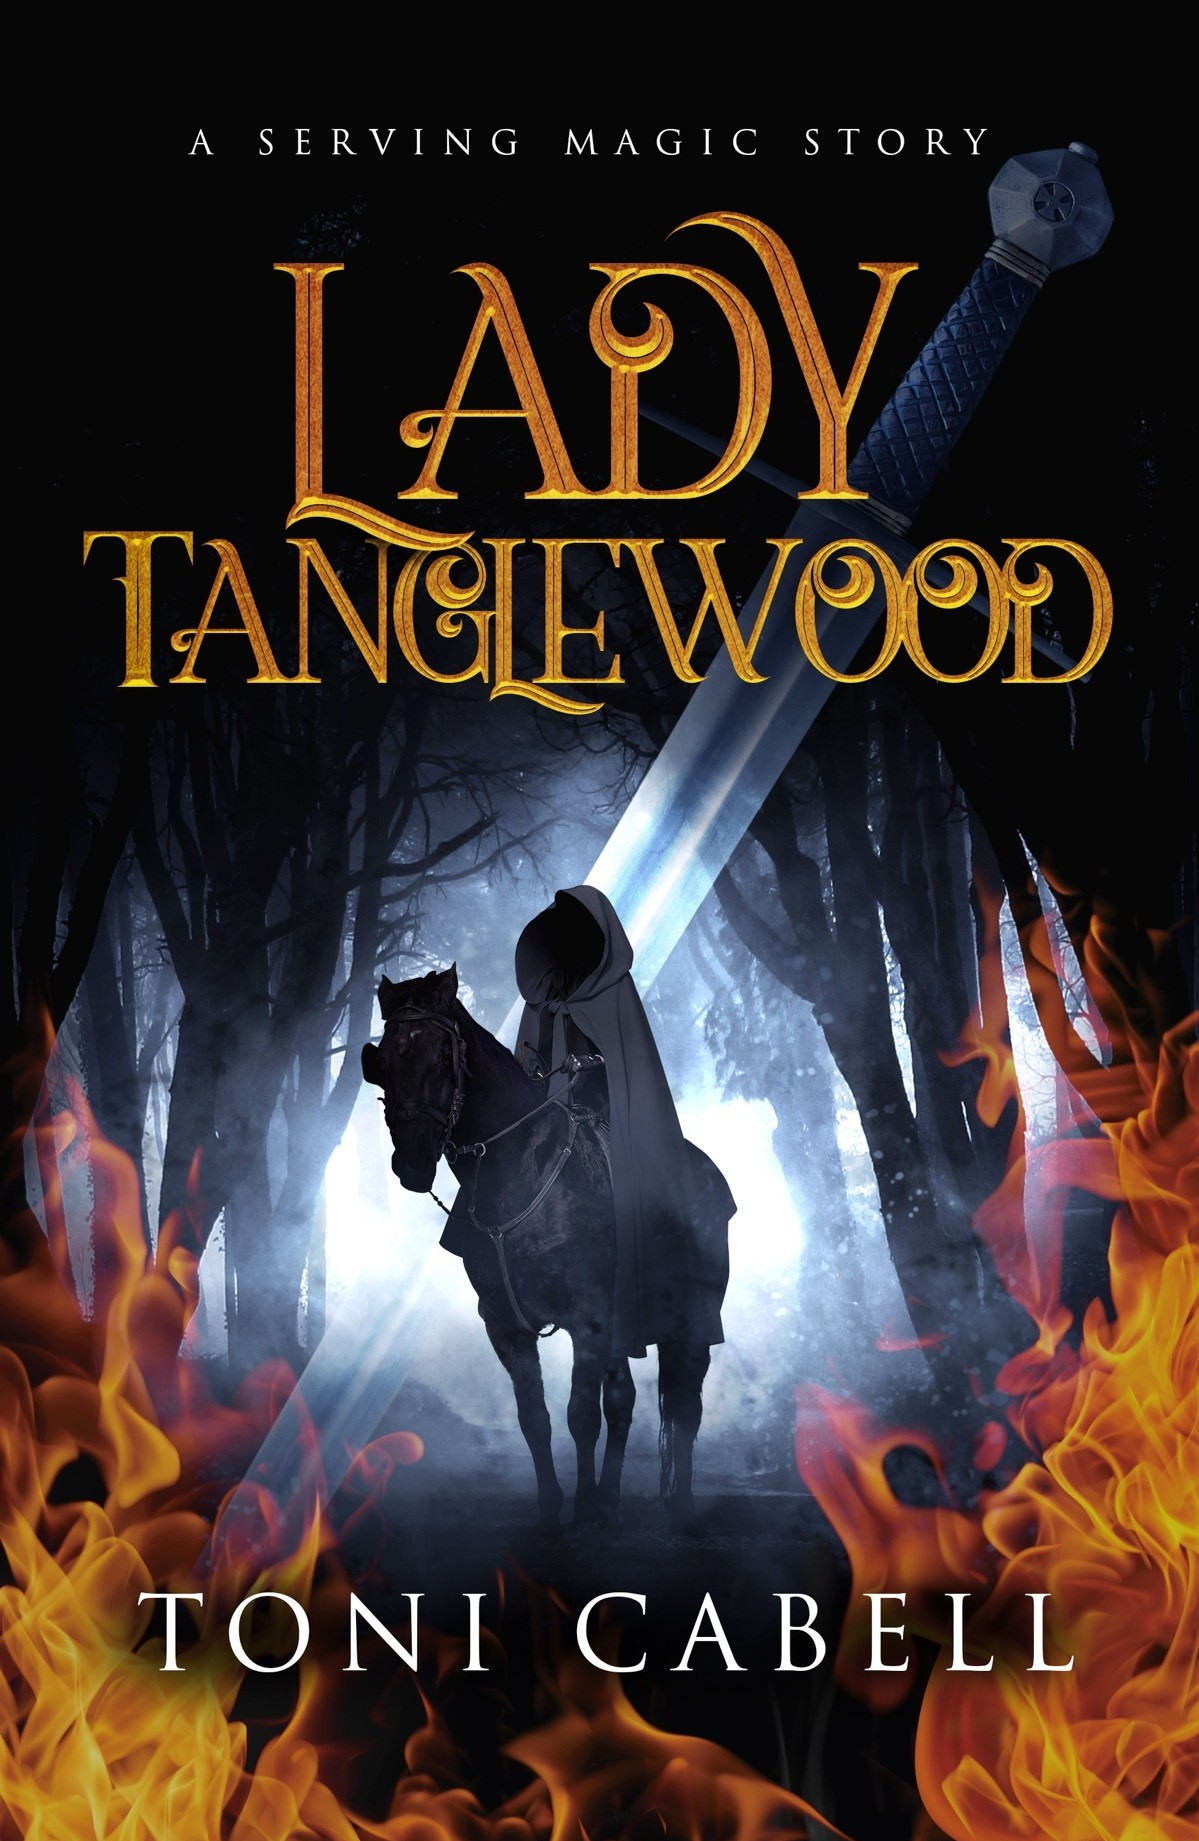 A SERVING MAGIC STORY
LADY
TANGLEWOOD
TONI CABELL